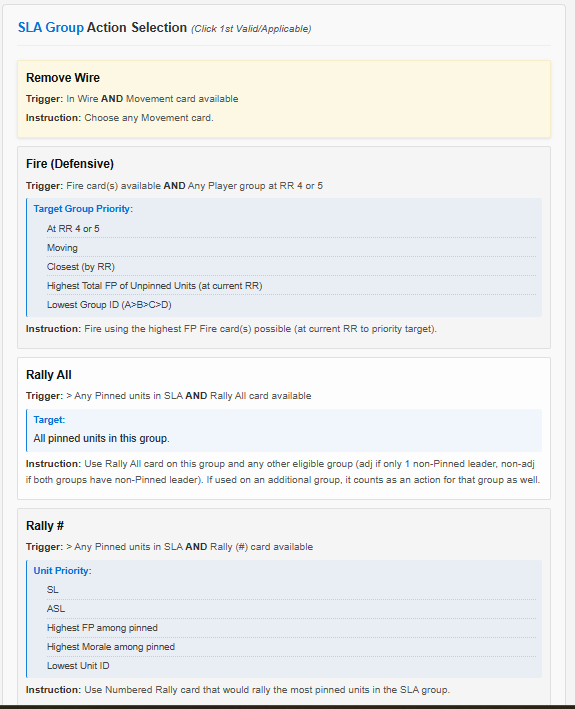 SLA Group Action Selection (Click 1st Valid/Applicable)
Remove Wire
Trigger: In Wire AND Movement card available
Instruction: Choose any Movement card.
Fire (Defensive)
Trigger: Fire card(s) available AND Any Player group at RR 4 or 5
Target Group Priority:
At RR 4 or 5
Moving
Closest (by RR)
Highest Total FP of Unpinned Units (at current RR)
Lowest Group ID (A>B>C>D)
Instruction: Fire using the highest FP Fire card(s) possible (at current RR to priority target).
Rally All
Trigger: > Any Pinned units in SLA AND Rally All card available
Target:
All pinned units in this group.
Instruction: Use Rally All card on this group and any other eligible group (adj if only 1 non-Pinned leader, non-adj
if both groups have non-Pinned leader). If used on an additional group, it counts as an action for that group as well.
Rally #
Trigger: > Any Pinned units in SLA AND Rally (#) card available
Unit Priority:
SL
ASL
Highest FP among pinned
Highest Morale among pinned
Lowest Unit ID
Instruction: Use Numbered Rally card that would rally the most pinned units in the SLA group.